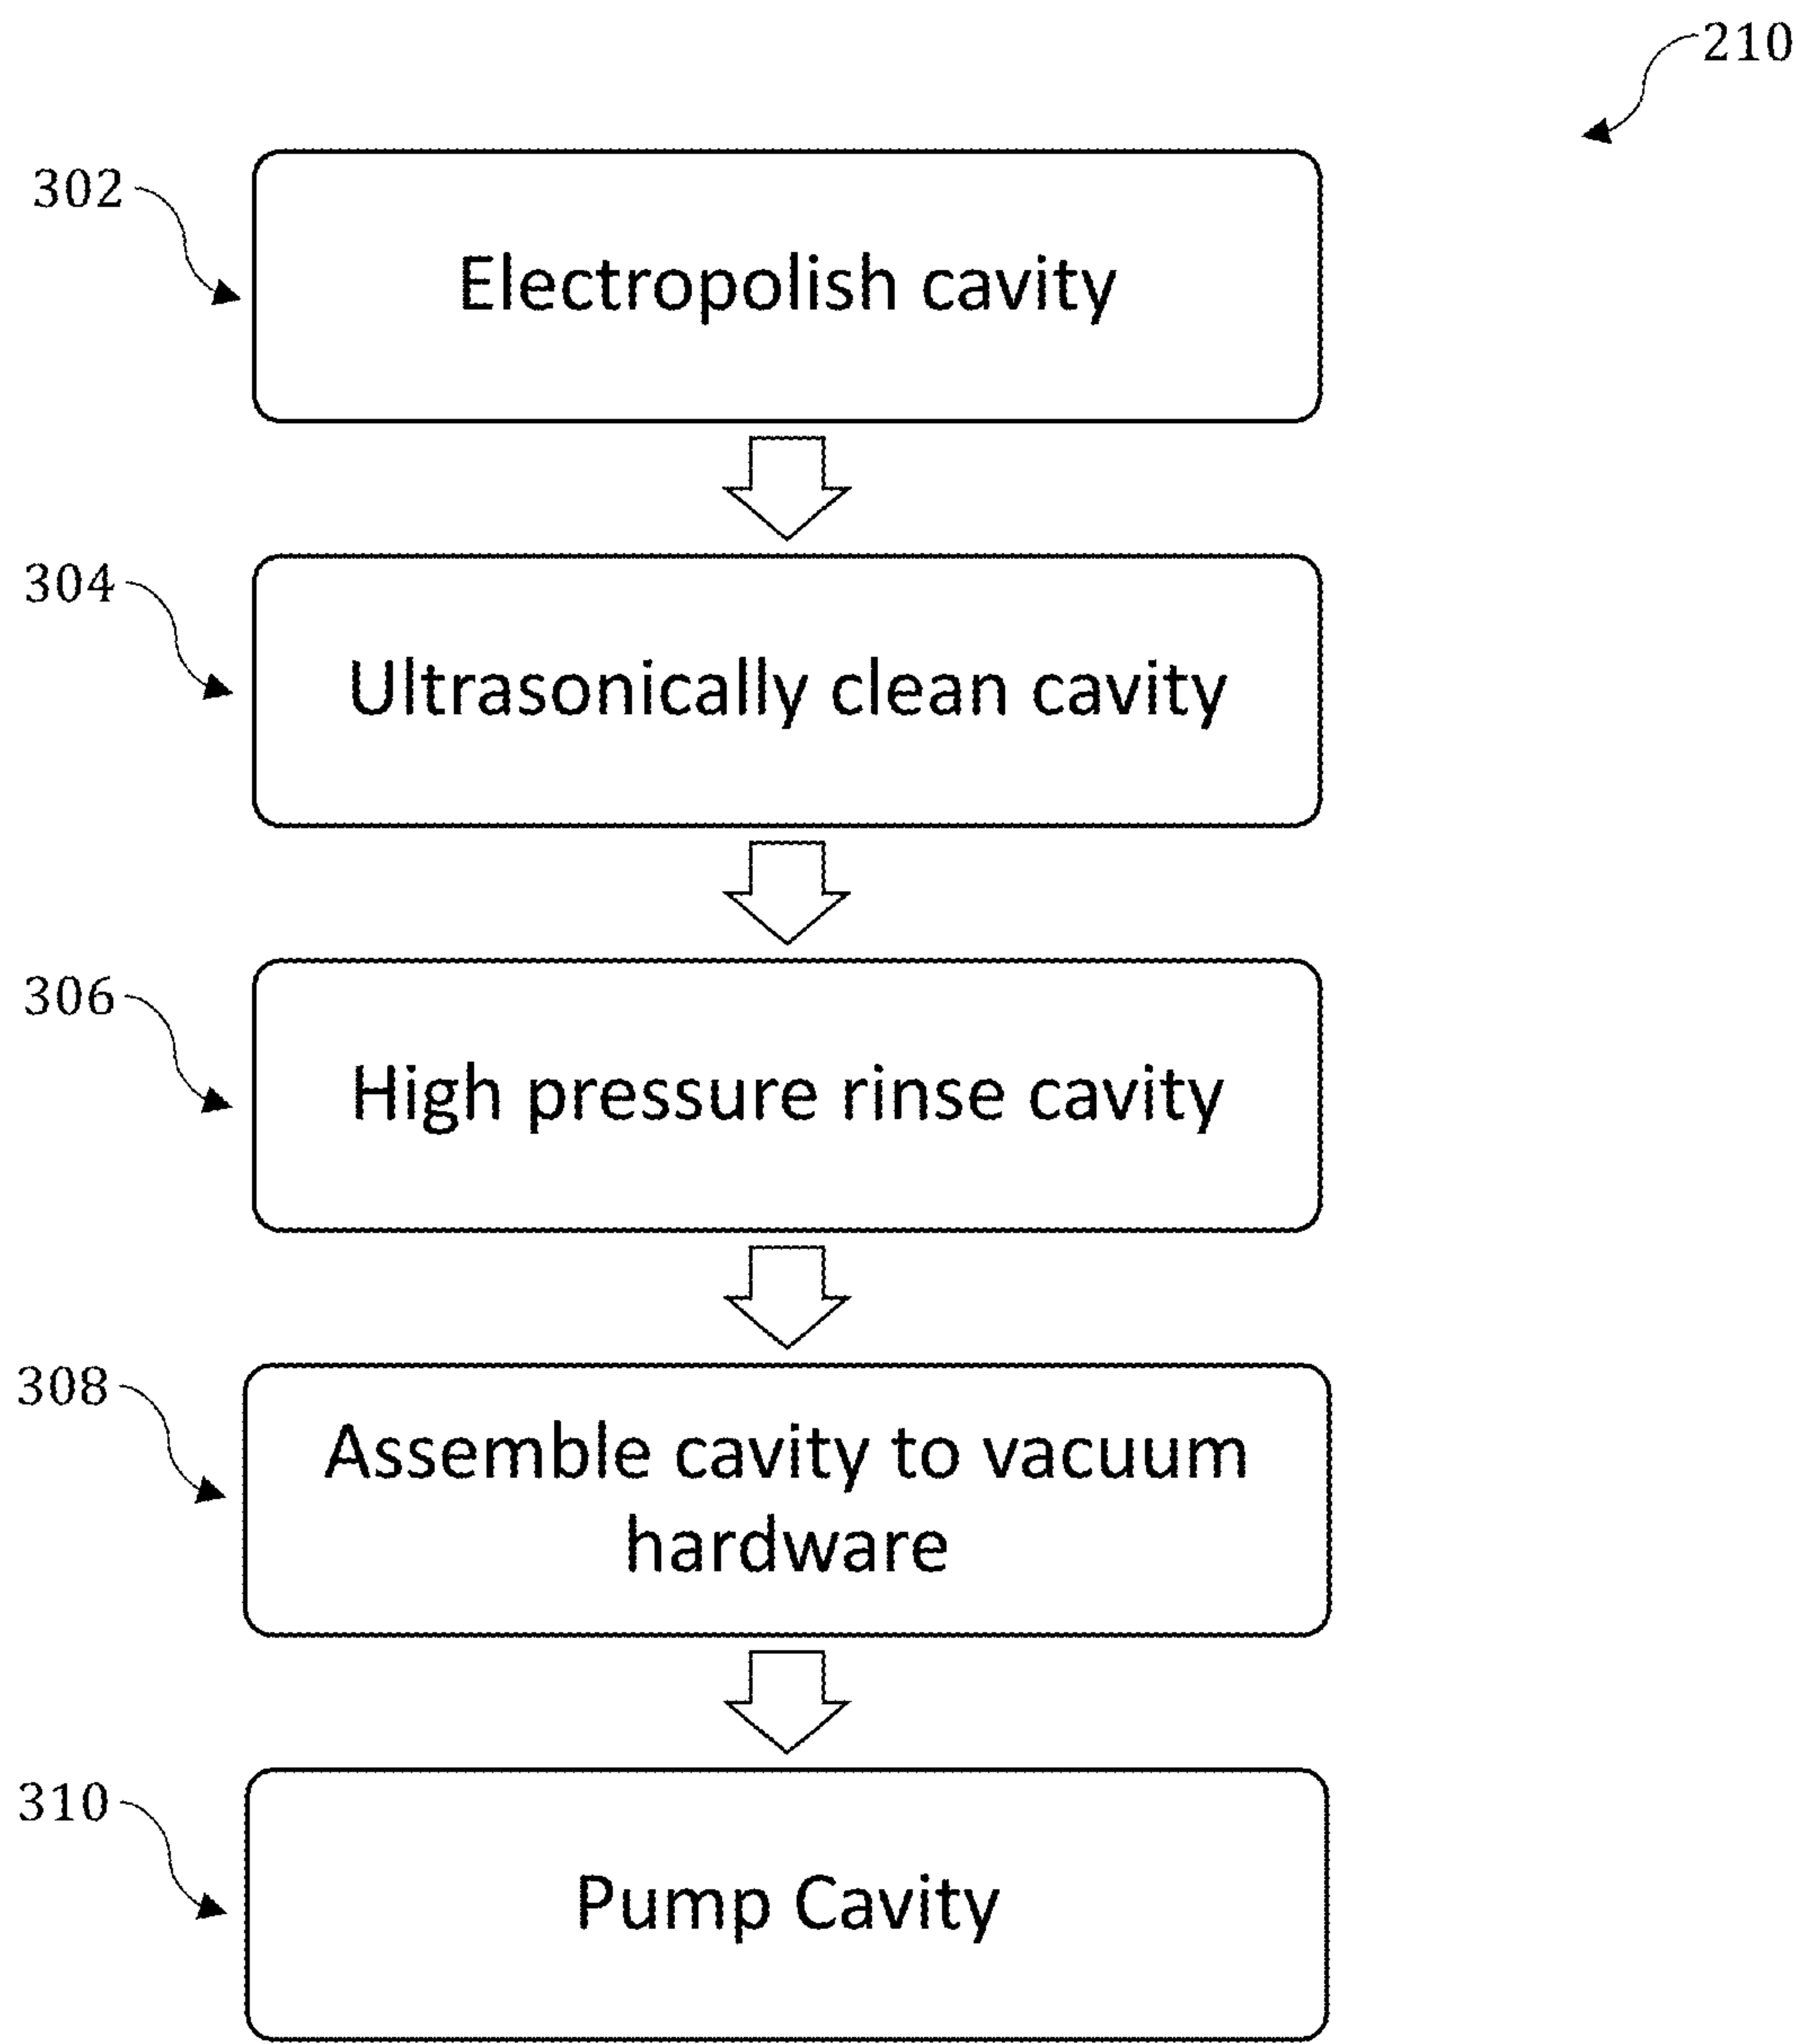 210
302
Electropolish cavity
304
Ultrasonically clean cavity
306
High pressure rinse cavity
308
Assemble cavity to vacuum
hardware
310
Pump Cavity